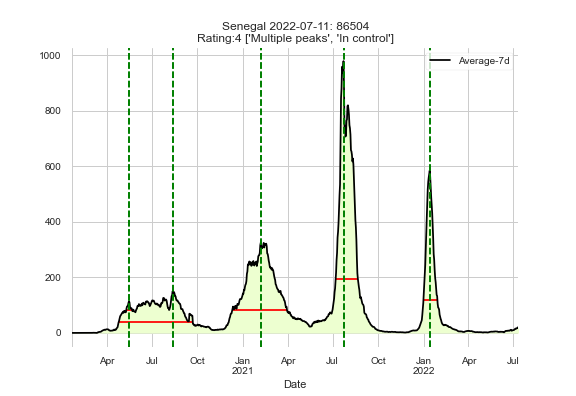 Senegal 2022-07-11: 86504
Rating:4 ['Multiple peaks', 'In control']
Average-7d
1000
800
600
400
200
0
Apr Jul Oct Jan Apr Jul Oct Jan Apr Jul
2021 2022
Date